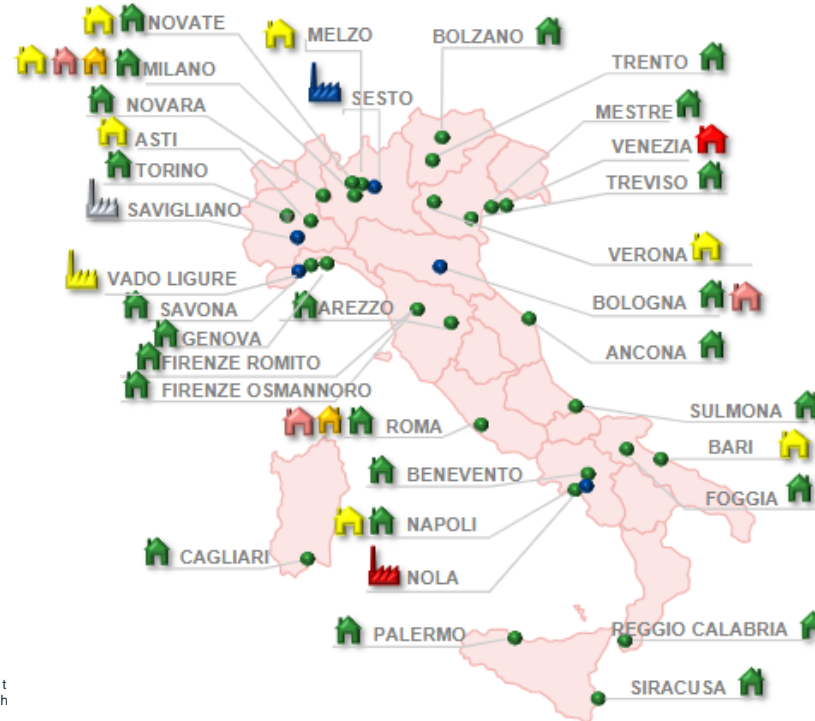 NOVATE
MELZO
BOLZANO
MILANO
TRENTO
SESTO
NOVARA
MESTRE
ASTI
VENEZIA
TORINO
TREVISO
SAVIGLIANO
VERONA
VADO LIGURE
BOLOGNA
SAVONA
AREZZO
GENOVA
ANCONA
FIRENZE ROMITO
FIRENZE OSMANNORO
SULMONA
ROMA
BARI
BENEVENTO
FOGGIA
NAPOLI
CAGLIARI
NOLA
REGGIO CALABRIA
PALERMO
SIRACUSA
t
h